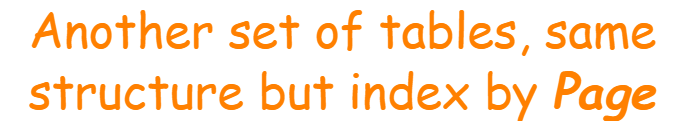 Another set of tables, same
structure but index by Page